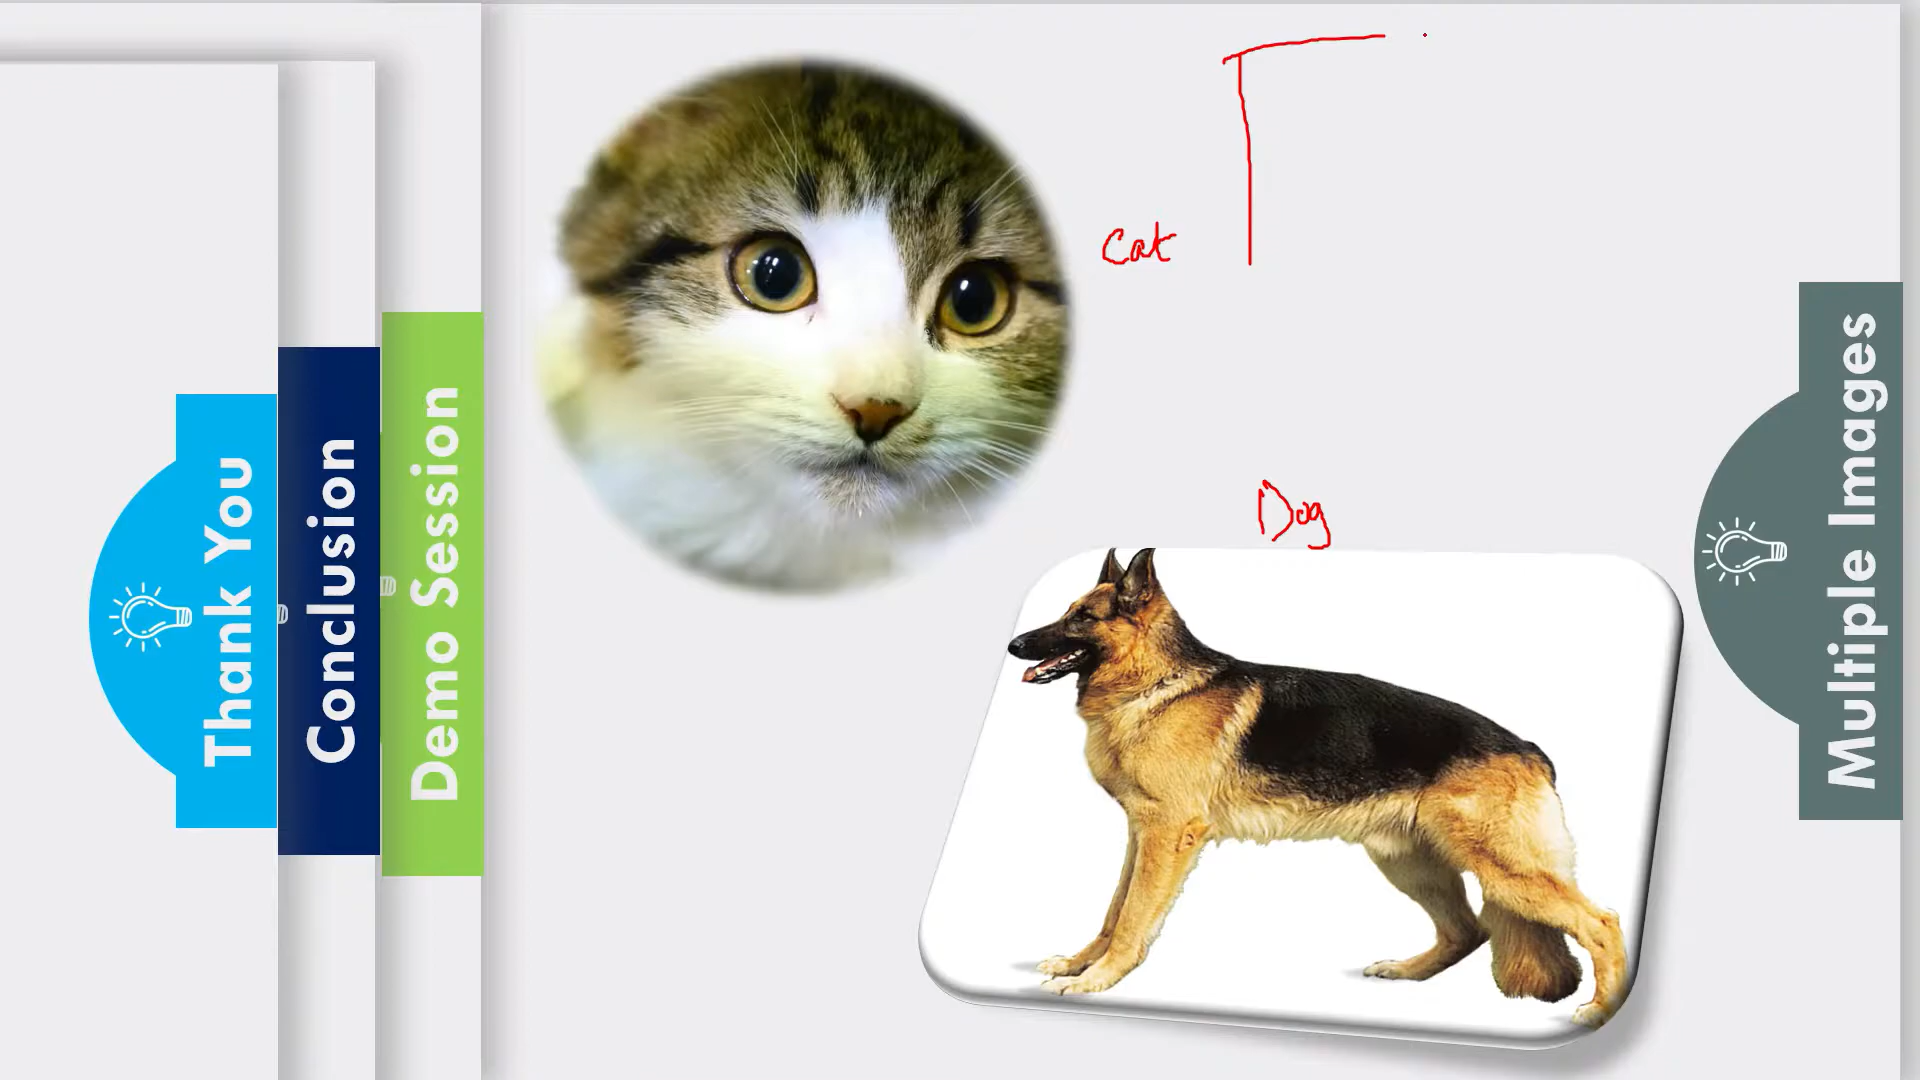 Thank You
Conclusion
Demo Session
Cat
Dog
Multiple Images